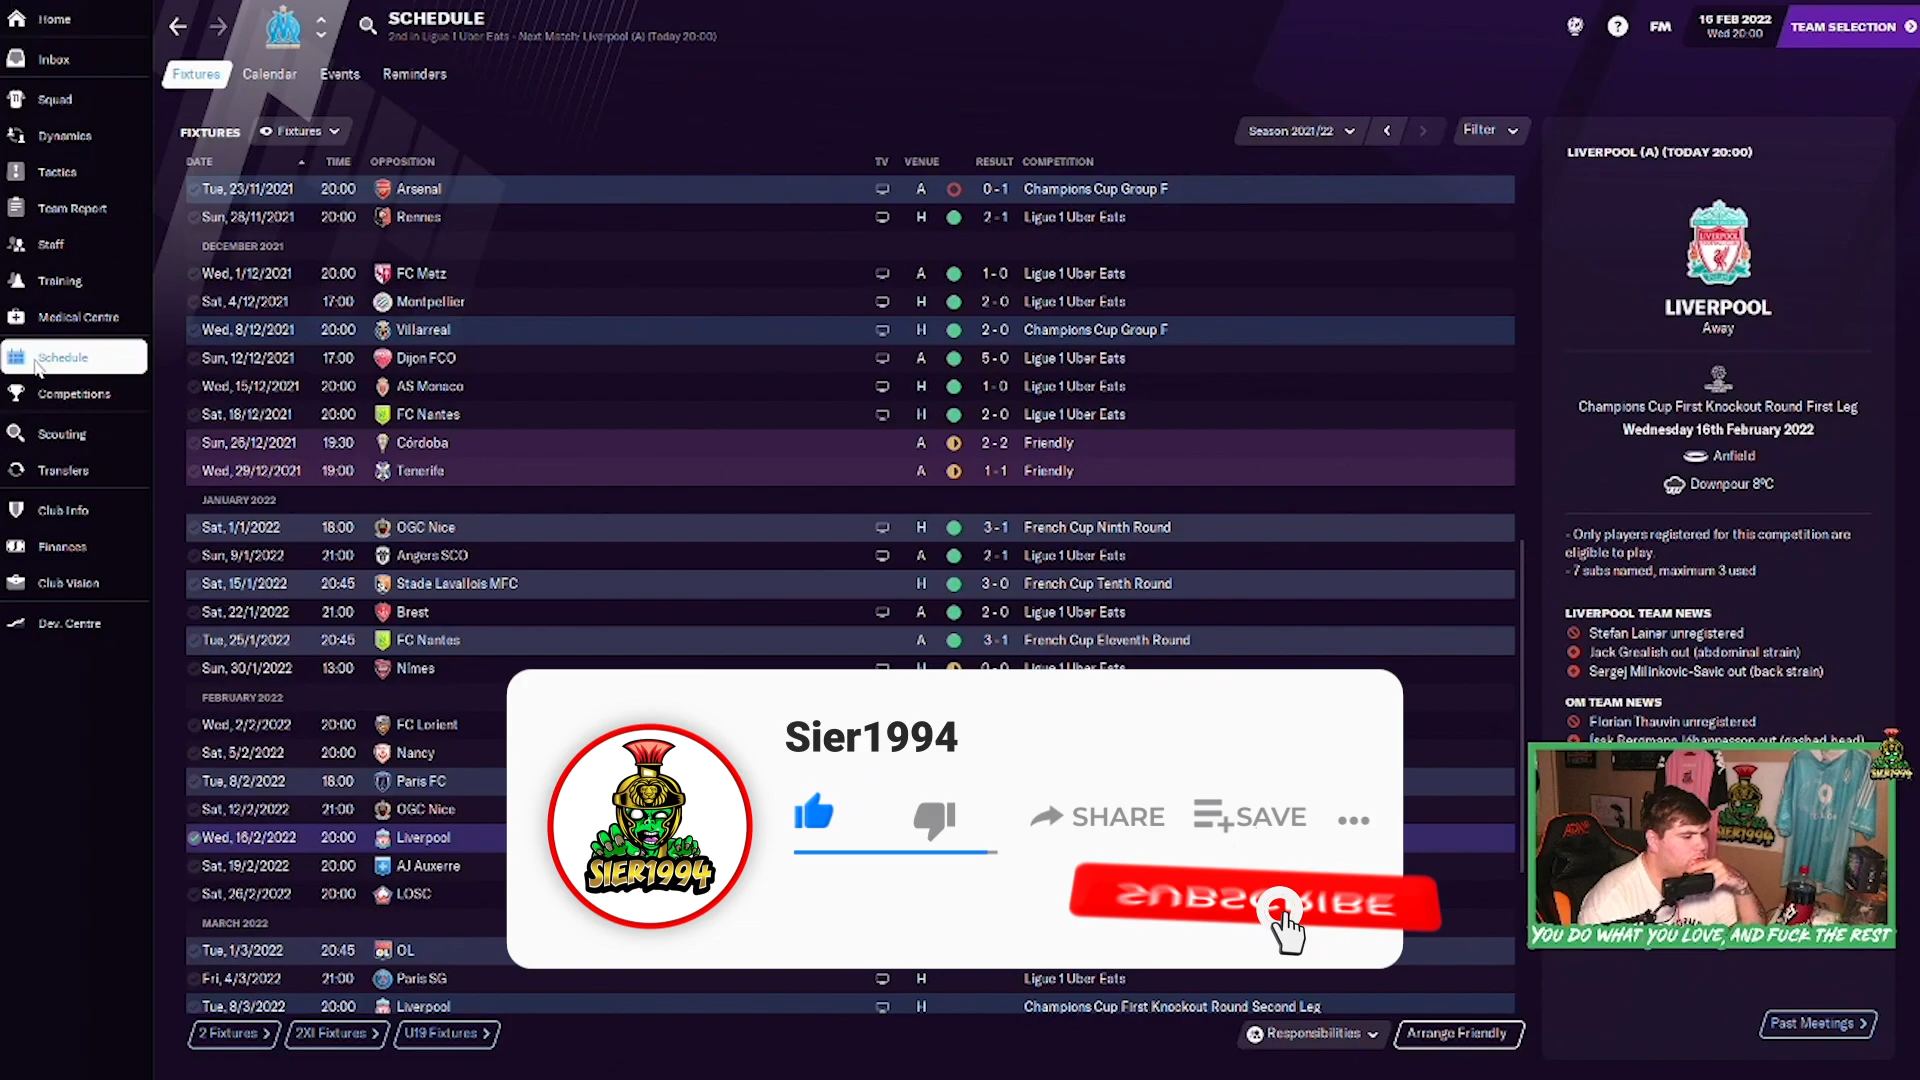 Home
Inbox
Squad
Dynamics
Tactics
Team Report
Staff
Training
Medical Centre
Schedule
Competitions
Scouting
Transfers
Club Info
Finances
Club Vision
Dev. Centre
SCHEDULE
2nd in Ligue 1 Uber Eats - Next Match: Liverpool (A) (Today 20:00)
FM
16 FEB 2022
Wed 20:00
TEAM SELECTION
Fixtures Calendar Events Reminders
FIXTURES Fixtures Season 2021/22 Filter
DATE TIME OPPOSITION TV VENUE RESULT COMPETITION
Tue, 23/11/2021 20:00 Arsenal A 0-1 Champions Cup Group F
Sun, 28/11/2021 20:00 Rennes H 2-1 Ligue 1 Uber Eats
DECEMBER 2021
Wed, 1/12/2021 20:00 FC Metz A 1-0 Ligue 1 Uber Eats
Sat, 4/12/2021 17:00 Montpellier H 2-0 Ligue 1 Uber Eats
Wed, 8/12/2021 20:00 Villarreal H 2-0 Champions Cup Group F
Sun, 12/12/2021 17:00 Dijon FCO A 5-0 Ligue 1 Uber Eats
Wed, 15/12/2021 20:00 AS Monaco H 1-0 Ligue 1 Uber Eats
Sat, 18/12/2021 20:00 FC Nantes H 2-0 Ligue 1 Uber Eats
Sun, 26/12/2021 19:30 Córdoba A 2-2 Friendly
Wed, 29/12/2021 19:00 Tenerife A 1-1 Friendly
JANUARY 2022
Sat, 1/1/2022 18:00 OGC Nice H 3-1 French Cup Ninth Round
Sun, 9/1/2022 21:00 Angers SCO A 2-1 Ligue 1 Uber Eats
Sat, 15/1/2022 20:45 Stade Lavallois MFC H 3-0 French Cup Tenth Round
Sat, 22/1/2022 21:00 Brest A 2-0 Ligue 1 Uber Eats
Tue, 25/1/2022 20:45 FC Nantes A 3-1 French Cup Eleventh Round
Sun, 30/1/2022 13:00 Nîmes H 0-0 Ligue 1 Uber Eats
FEBRUARY 2022
Wed, 2/2/2022 20:00 FC Lorient
Sat, 5/2/2022 20:00 Nancy
Tue, 8/2/2022 18:00 Paris FC
Sat, 12/2/2022 21:00 OGC Nice
Wed, 16/2/2022 20:00 Liverpool
Sat, 19/2/2022 20:00 AJ Auxerre
Sat, 26/2/2022 20:00 LOSC
MARCH 2022
Tue, 1/3/2022 20:45 OL
Fri, 4/3/2022 21:00 Paris SG H Ligue 1 Uber Eats
Tue, 8/3/2022 20:00 Liverpool H Champions Cup First Knockout Round Second Leg
2 Fixtures > 2XI Fixtures > U19 Fixtures >
Responsibilities
Arrange Friendly
LIVERPOOL (A) (TODAY 20:00)
LIVERPOOL
Away
Champions Cup First Knockout Round First Leg
Wednesday 16th February 2022
Anfield
Downpour 8ºC
- Only players registered for this competition are
eligible to play.
- 7 subs named, maximum 3 used
LIVERPOOL TEAM NEWS
Stefan Lainer unregistered
Jack Grealish out (abdominal strain)
Sergej Milinkovic-Savic out (back strain)
OM TEAM NEWS
Florian Thauvin unregistered
Ísak Bergmann Jóhannesson out (gashed head)
Past Meetings >
Sier1994
SHARE
SAVE
SIER1994
SUBSCRIBE
SIER1994
SIER1994
YOU DO WHAT YOU LOVE, AND FUCK THE REST